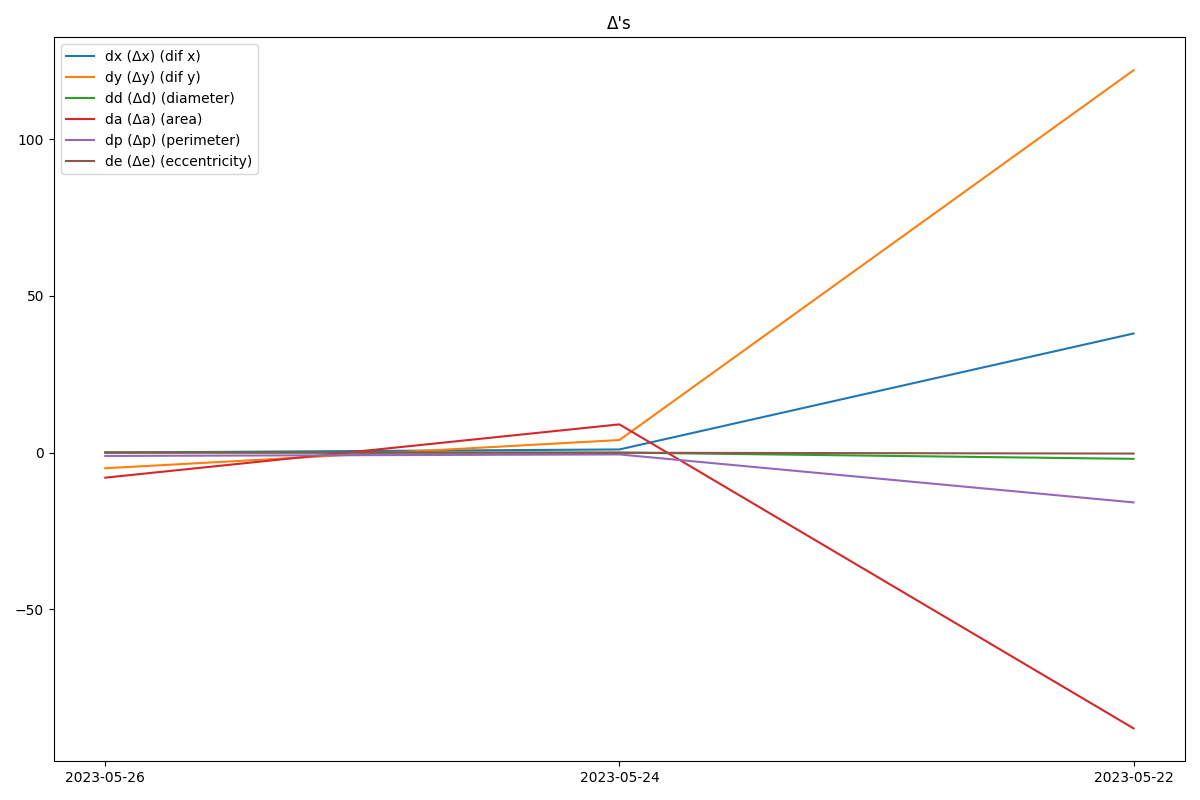 Δ's
dx (Δx) (dif x)
dy (Δy) (dif y)
dd (Δd) (diameter)
da (Δa) (area)
dp (Δp) (perimeter)
de (Δe) (eccentricity)
100
50
0
−50
2023-05-26 2023-05-24 2023-05-22